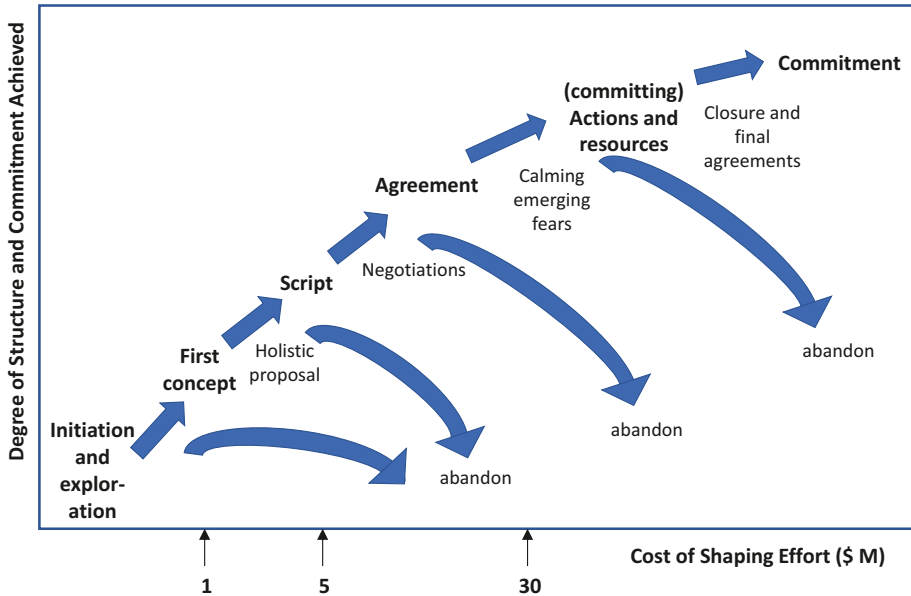 Degree of Structure and Commitment Achieved
Commitment
(committing)
Actions and
resources
Closure and
final
agreements
Agreement
Calming
emerging
fears
Script
Negotiations
First
concept
Holistic
proposal
abandon
Initiation
and
explor-
ation
abandon
abandon
Cost of Shaping Effort ($ M)
1
5
30